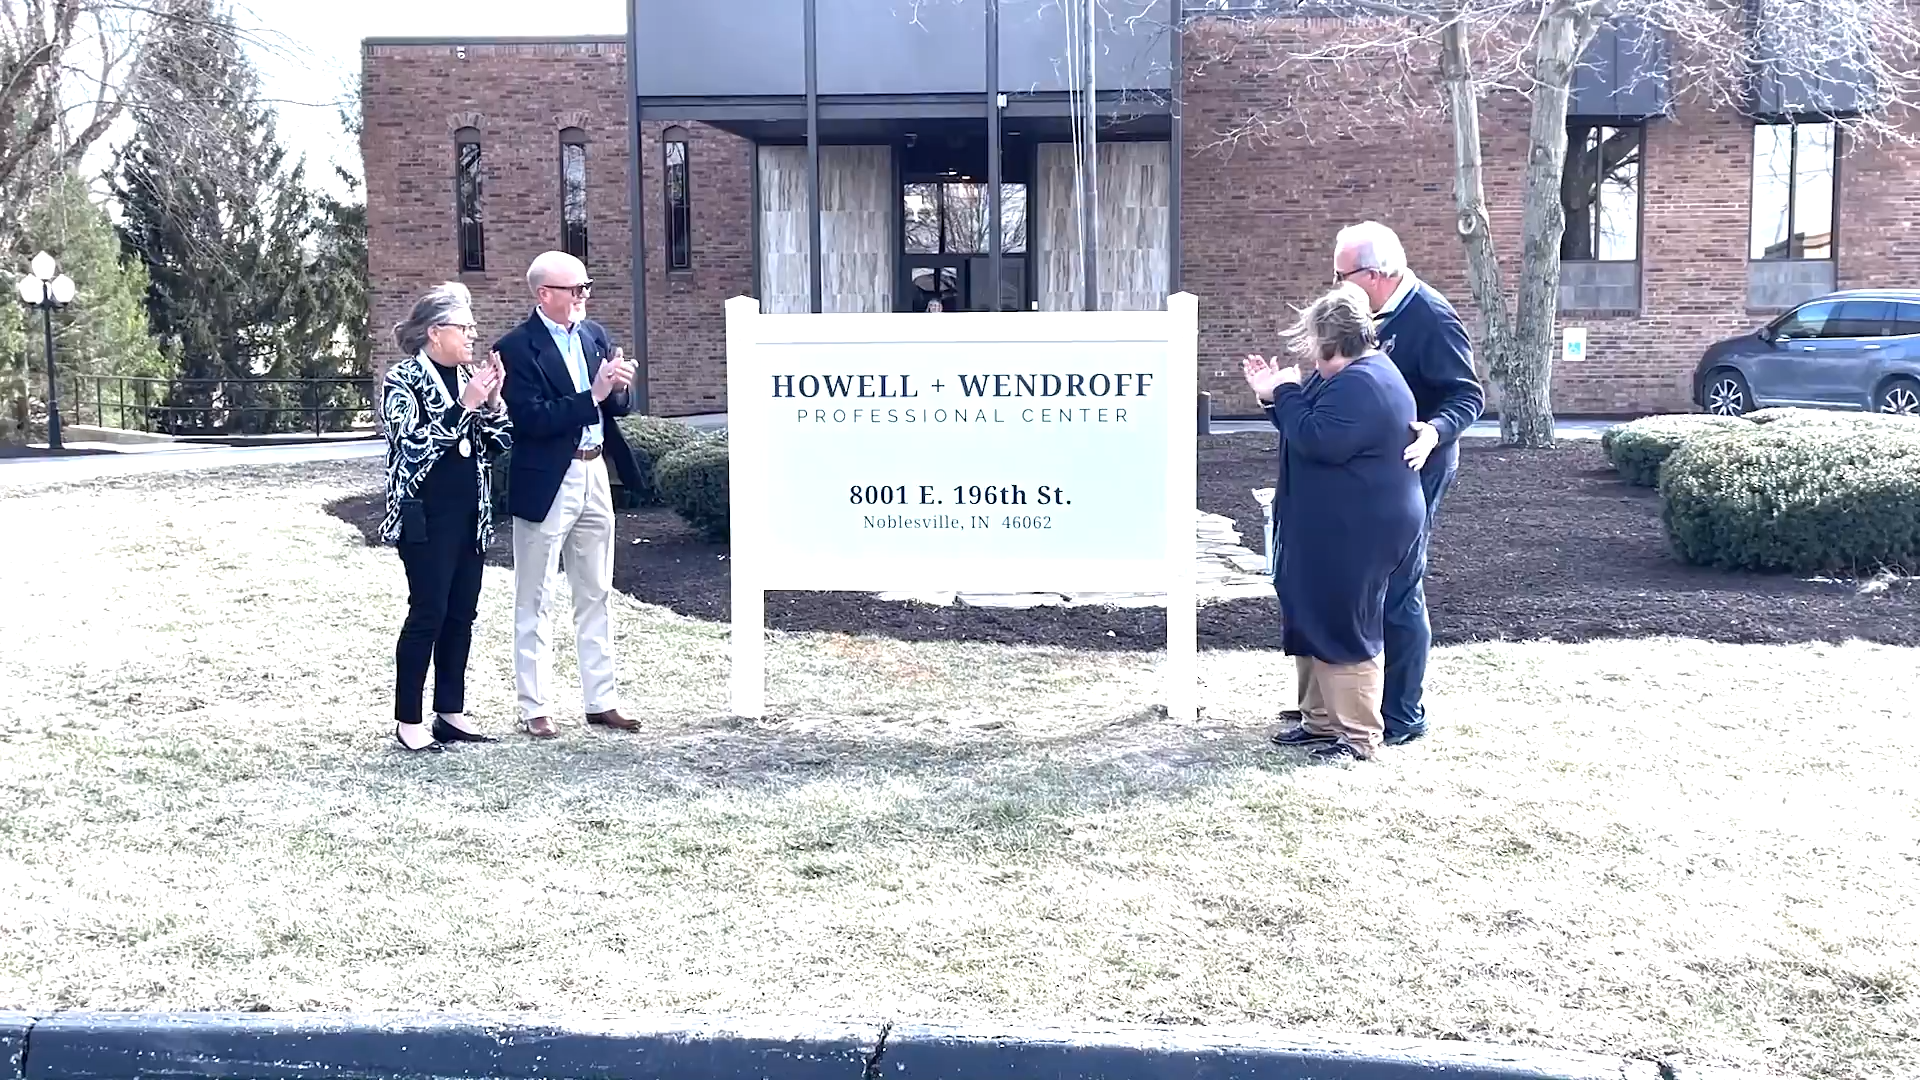 HOWELL + WENDROFF
PROFESSIONAL CENTER
8001 E. 196th St.
Noblesville, IN 46062